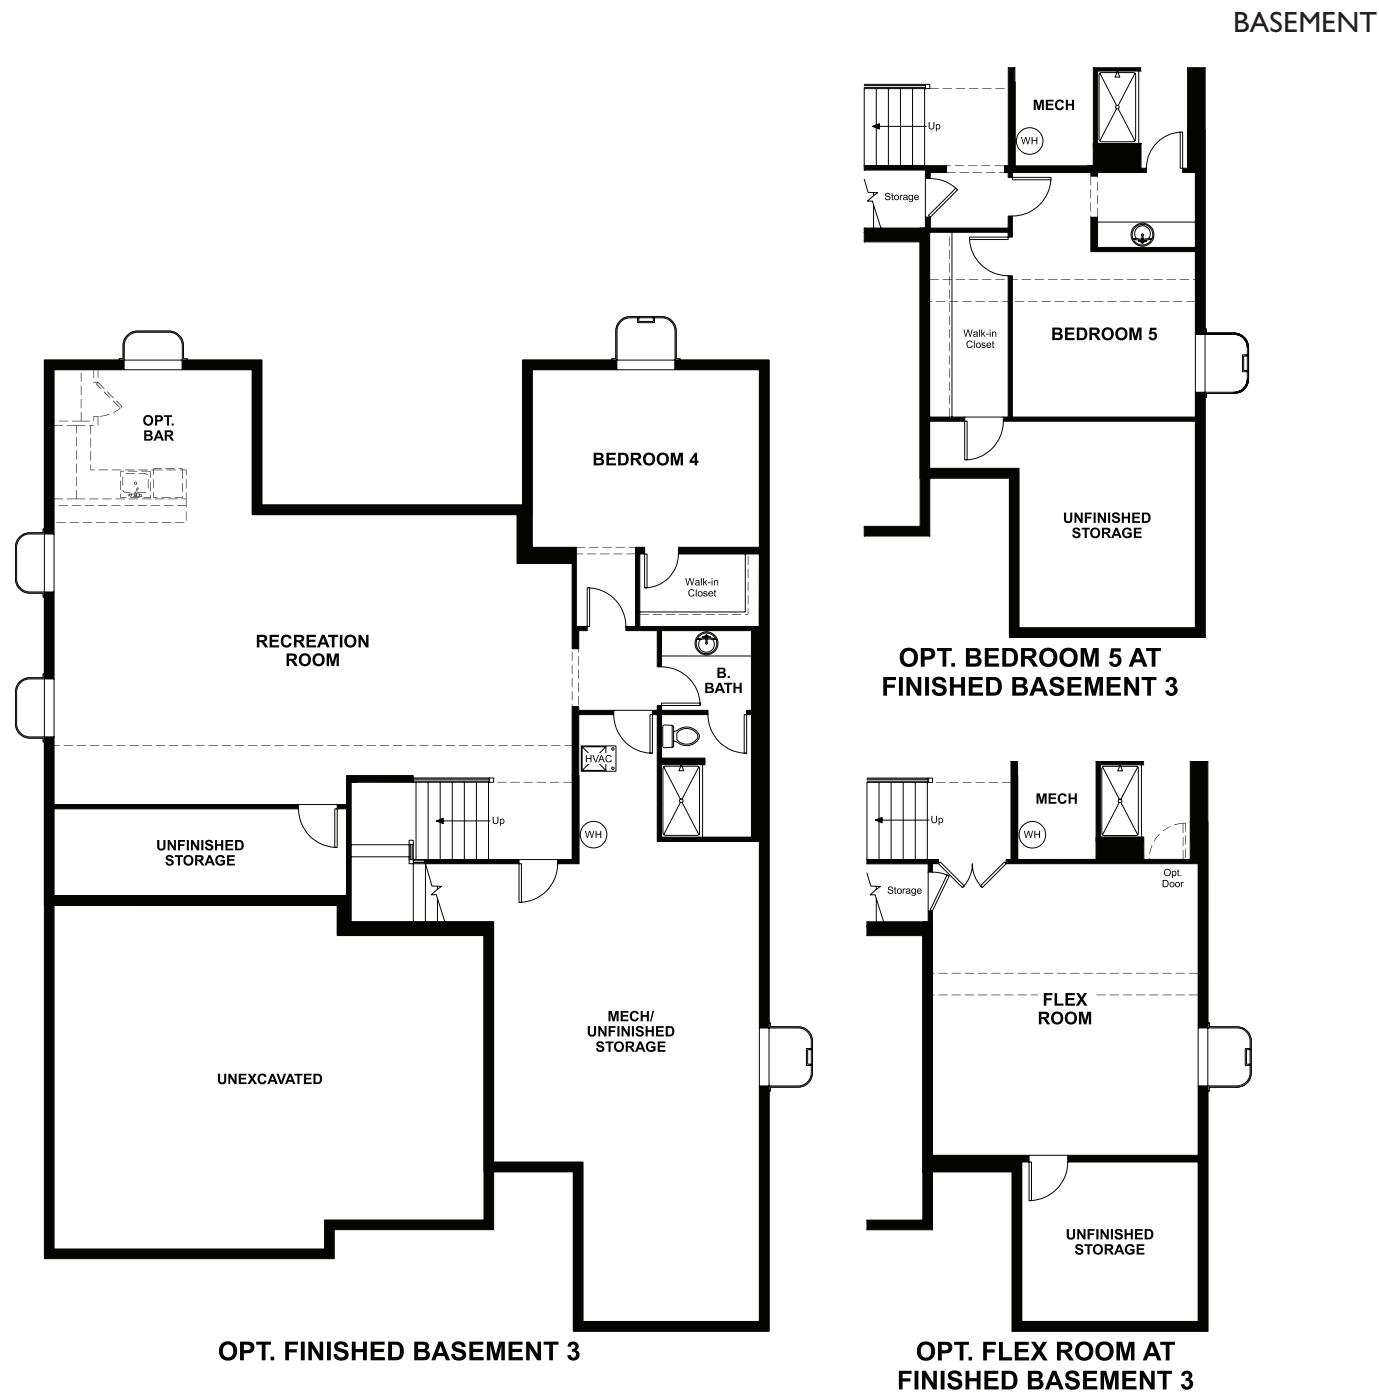 BASEMENT
OPT.
BAR
BEDROOM 4
Walk-in
Closet
RECREATION
ROOM
B.
BATH
HVAC
Up
WH
UNFINISHED
STORAGE
MECH/
UNFINISHED
STORAGE
UNEXCAVATED
OPT. FINISHED BASEMENT 3
MECH
Up
WH
Storage
Walk-in
Closet
BEDROOM 5
UNFINISHED
STORAGE
OPT. BEDROOM 5 AT
FINISHED BASEMENT 3
MECH
Up
WH
Opt.
Door
Storage
FLEX
ROOM
UNFINISHED
STORAGE
OPT. FLEX ROOM AT
FINISHED BASEMENT 3